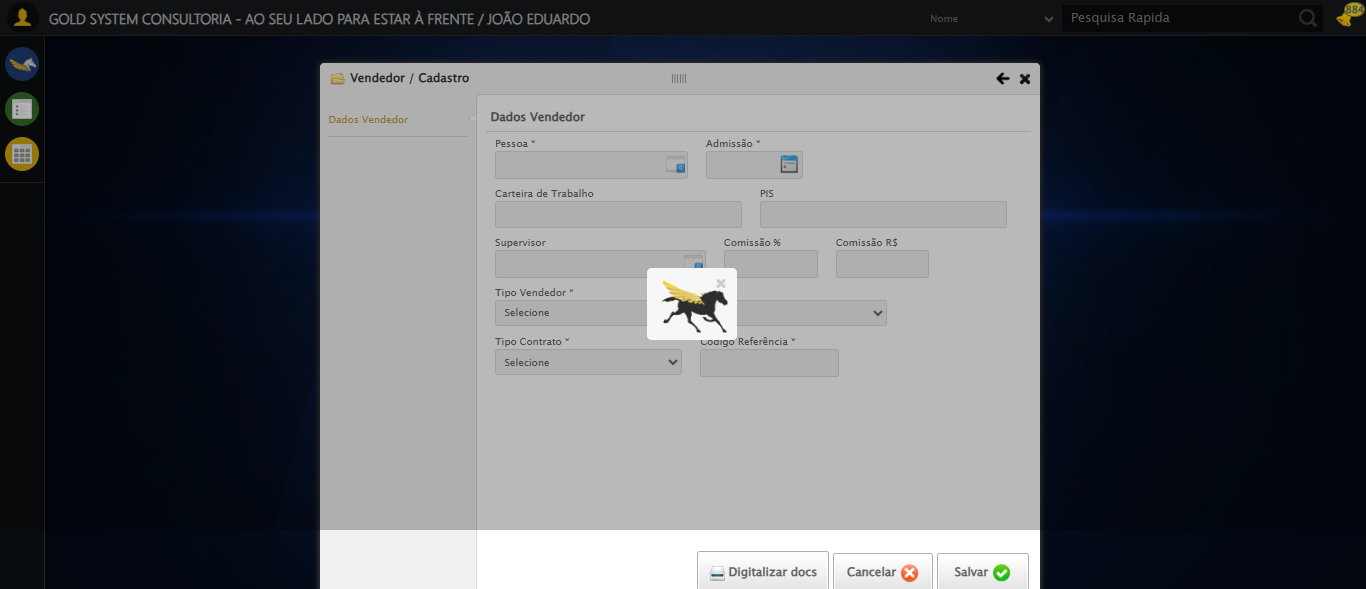 GOLD SYSTEM CONSULTORIA - AO SEU LADO PARA ESTAR À FRENTE / JOÃO EDUARDO
Nome
Pesquisa Rapida
884
Vendedor / Cadastro
Dados Vendedor
Dados Vendedor
Pessoa *
Admissão *
Carteira de Trabalho
PIS
Supervisor
Comissão %
Comissão R$
Tipo Vendedor *
Selecione
Tipo Contrato *
Código Referência *
Selecione
Digitalizar docs
Cancelar
Salvar